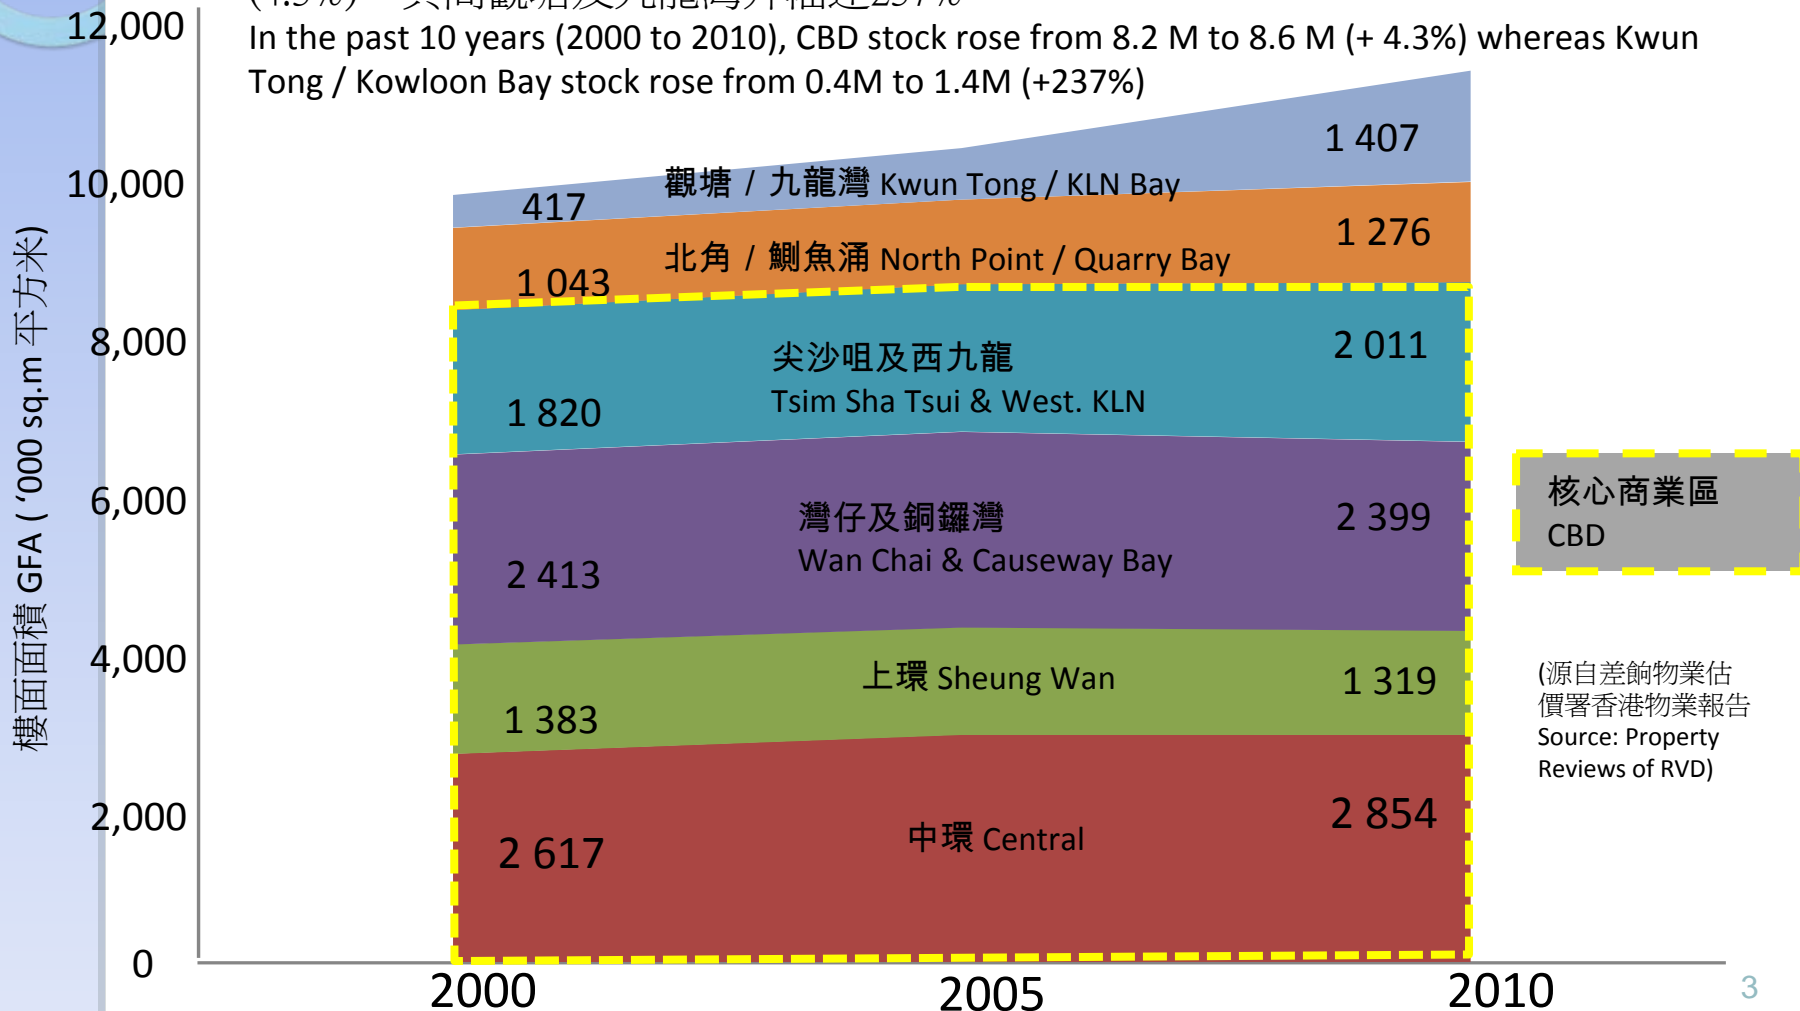 In the past 10 years (2000 to 2010), CBD stock rose from 8.2 M to 8.6 M (+ 4.3%) whereas Kwun
Tong / Kowloon Bay stock rose from 0.4M to 1.4M (+237%)
樓面面積 GFA ( ‘000 sq.m 平方米)
12,000
10,000
8,000
6,000
4,000
2,000
0
417
觀塘 / 九龍灣 Kwun Tong / KLN Bay
1 407
1 043
北角 / 鰂魚涌 North Point / Quarry Bay
1 276
1 820
尖沙咀及西九龍
Tsim Sha Tsui & West. KLN
2 011
2 413
灣仔及銅鑼灣
Wan Chai & Causeway Bay
2 399
1 383
上環 Sheung Wan
1 319
2 617
中環 Central
2 854
2000
2005
2010
核心商業區
CBD
(源自差餉物業估
價署香港物業報告
Source: Property
Reviews of RVD)
3